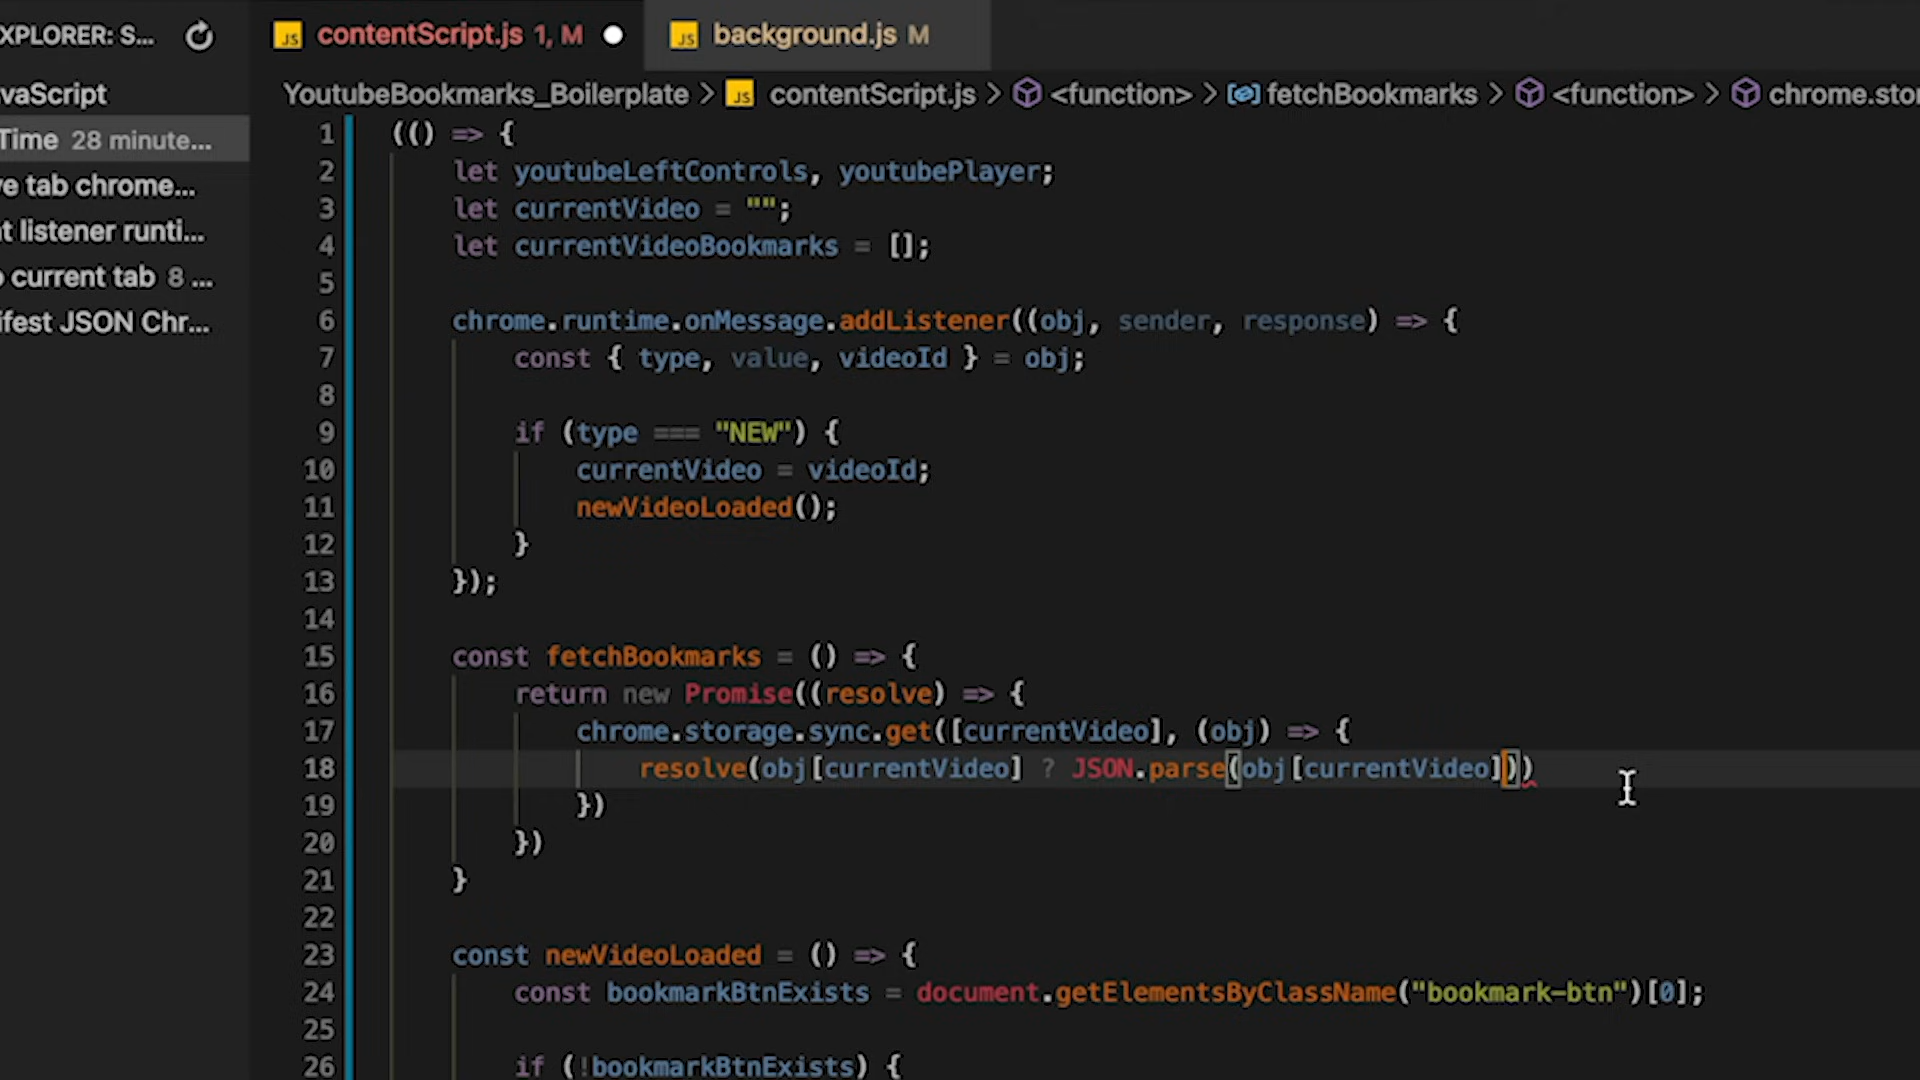 XPLORER: S...
contentScript.js 1, M
background.js M
vaScript
YoutubeBookmarks_Boilerplate > JS contentScript.js > <function> > fetchBookmarks > <function> > chrome.stor
Time 28 minute...
ve tab chrome...
t listener runti...
current tab 8 ...
ifest JSON Chr...
1 (() => {
2 let youtubeLeftControls, youtubePlayer;
3 let currentVideo = "";
4 let currentVideoBookmarks = [];
5
6 chrome.runtime.onMessage.addListener((obj, sender, response) => {
7 const { type, value, videoId } = obj;
8
9 if (type === "NEW") {
10 currentVideo = videoId;
11 newVideoLoaded();
12 }
13 });
14
15 const fetchBookmarks = () => {
16 return new Promise((resolve) => {
17 chrome.storage.sync.get([currentVideo], (obj) => {
18 resolve(obj[currentVideo] ? JSON.parse(obj[currentVideo]))
19 })
20 })
21 }
22
23 const newVideoLoaded = () => {
24 const bookmarkBtnExists = document.getElementsByClassName("bookmark-btn")[0];
25
26 if (!bookmarkBtnExists) {